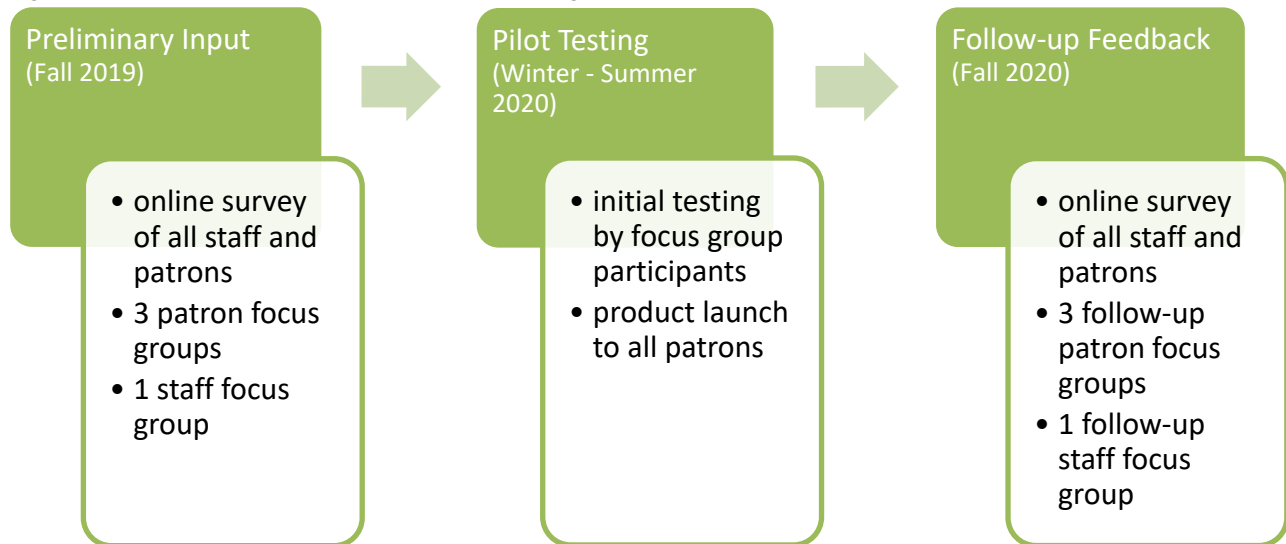 Preliminary Input
(Fall 2019)
• online survey
of all staff and
patrons
• 3 patron focus
groups
• 1 staff focus
group
Pilot Testing
(Winter - Summer
2020)
• initial testing
by focus group
participants
• product launch
to all patrons
Follow-up Feedback
(Fall 2020)
• online survey
of all staff and
patrons
• 3 follow-up
patron focus
groups
• 1 follow-up
staff focus
group